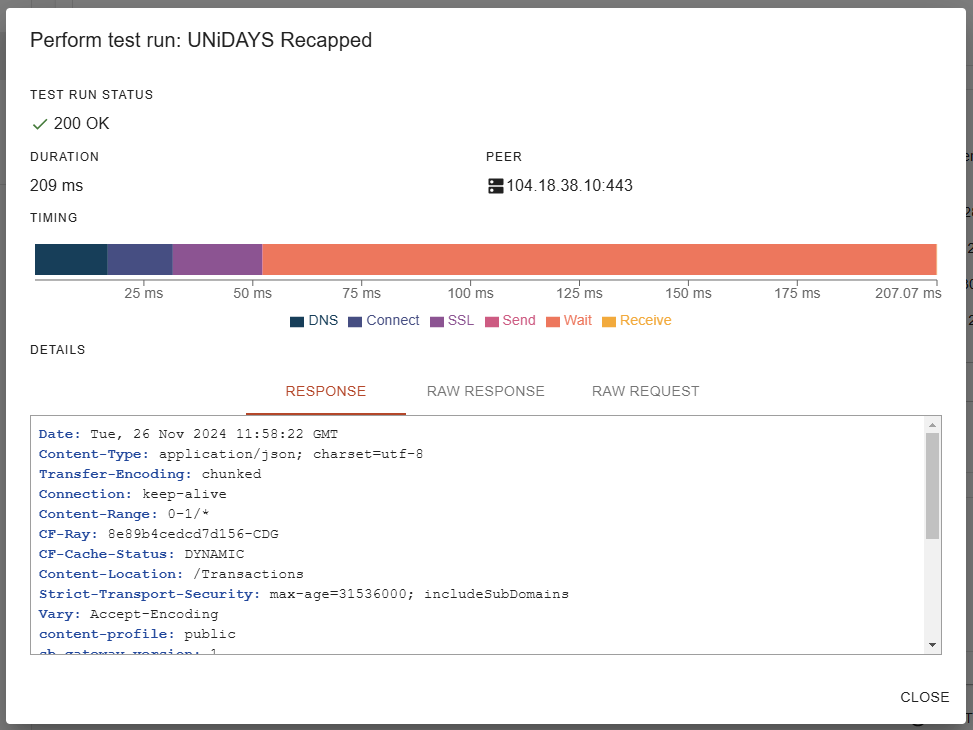 Perform test run: UNiDAYS Recapped
TEST RUN STATUS
200 OK
DURATION
PEER
209 ms
104.18.38.10:443
TIMING
25 ms 50 ms 75 ms 100 ms 125 ms 150 ms 175 ms 207.07 ms
DNS Connect SSL Send Wait Receive
DETAILS
RESPONSE RAW RESPONSE RAW REQUEST
Date: Tue, 26 Nov 2024 11:58:22 GMT
Content-Type: application/json; charset=utf-8
Transfer-Encoding: chunked
Connection: keep-alive
Content-Range: 0-1/*
CF-Ray: 8e89b4cedcd7d156-CDG
CF-Cache-Status: DYNAMIC
Content-Location: /Transactions
Strict-Transport-Security: max-age=31536000; includeSubDomains
Vary: Accept-Encoding
content-profile: public
sb-gateway-version: 1
CLOSE